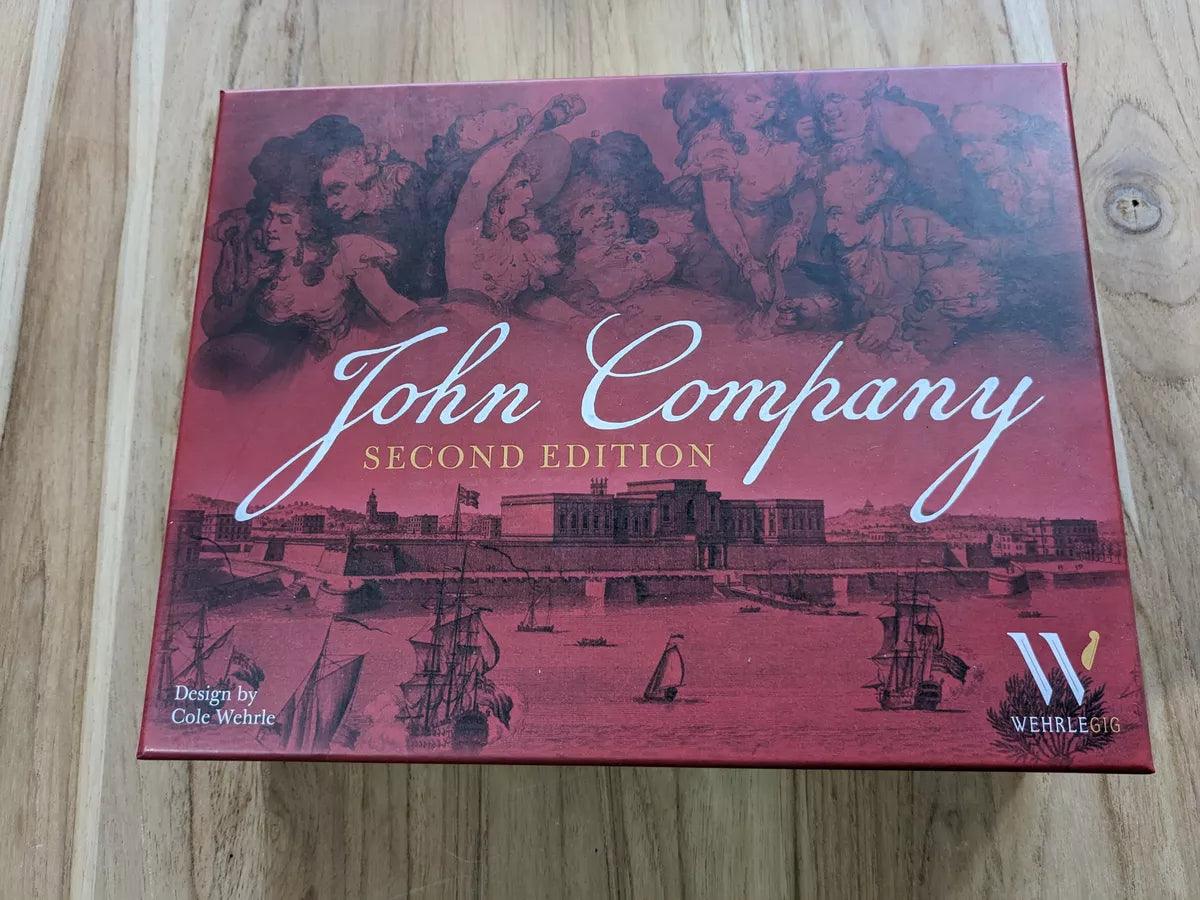 John Company
SECOND EDITION
Design by
Cole Wehrle
W
WEHRLEGIG